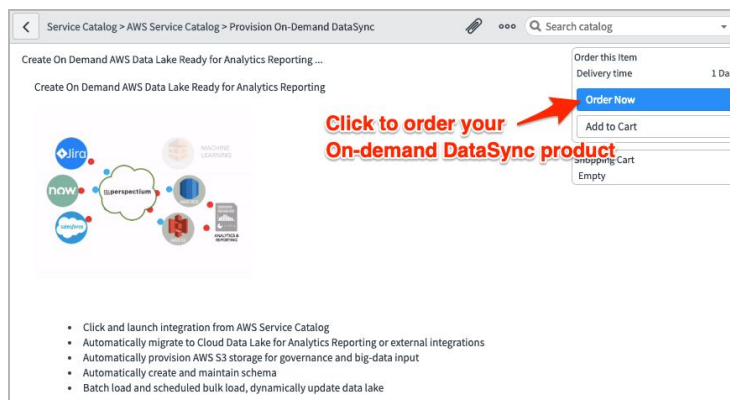 Service Catalog > AWS Service Catalog > Provision On-Demand DataSync
Search catalog
Create On Demand AWS Data Lake Ready for Analytics Reporting ...
Create On Demand AWS Data Lake Ready for Analytics Reporting
Order this Item
Delivery time 1 Da
Order Now
Add to Cart
Shopping Cart
Empty
Click to order your
On-demand DataSync product
Jira
MACHINE
LEARNING
now
perspectium
salesforce
ANALYTICS &
REPORTING
• Click and launch integration from AWS Service Catalog
• Automatically migrate to Cloud Data Lake for Analytics Reporting or external integrations
• Automatically provision AWS S3 storage for governance and big-data input
• Automatically create and maintain schema
• Batch load and scheduled bulk load, dynamically update data lake